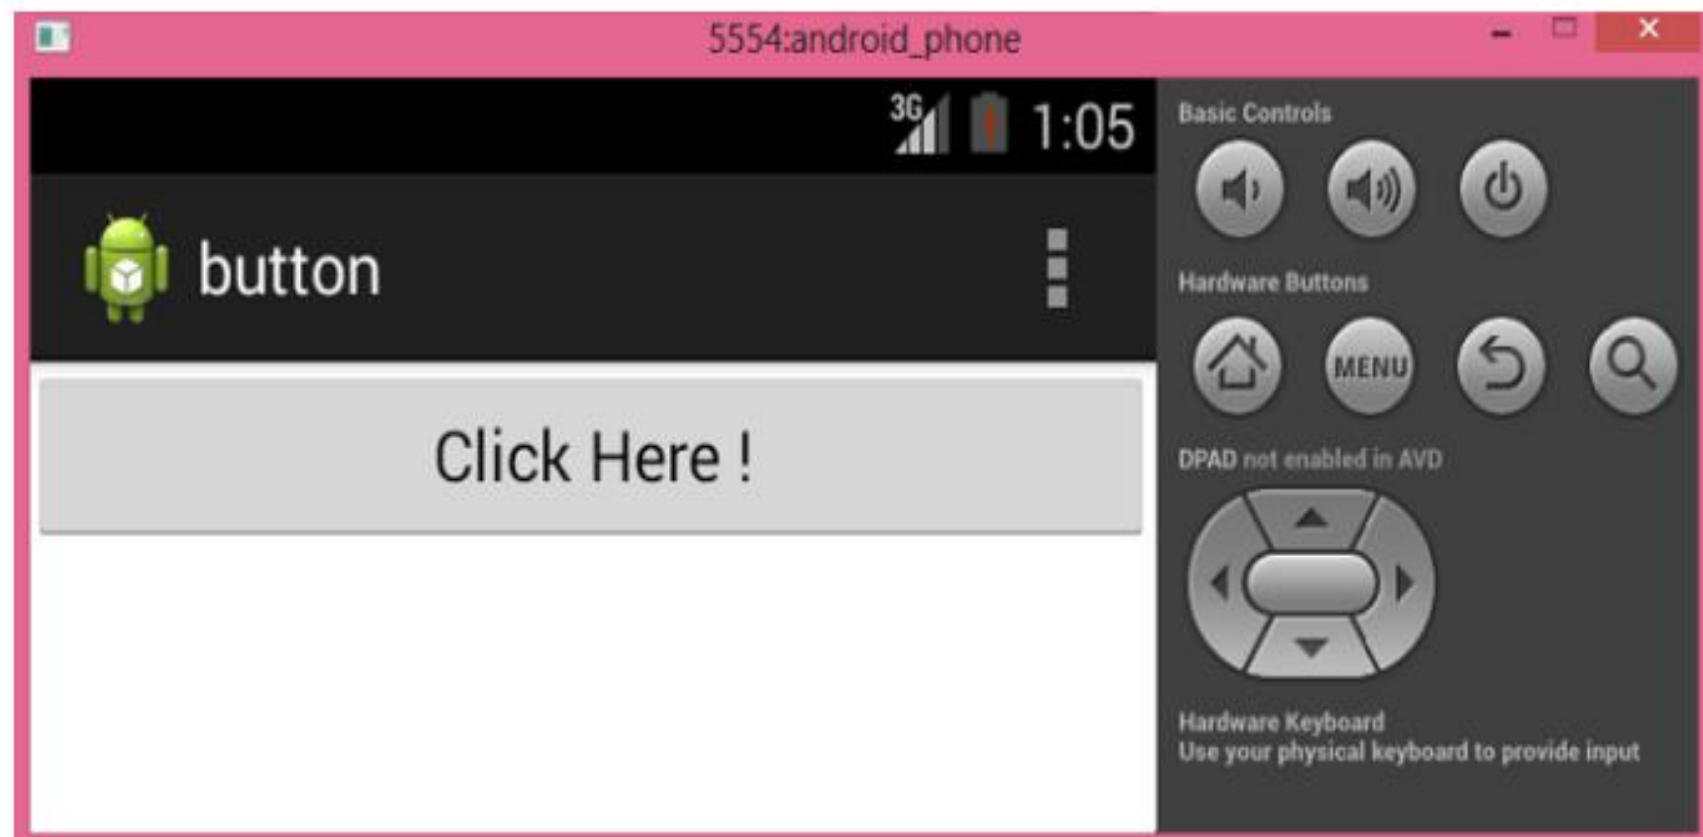 5554:android_phone
3G 1:05
button
Click Here !
Basic Controls
Hardware Buttons
MENU
DPAD not enabled in AVD
Hardware Keyboard
Use your physical keyboard to provide input